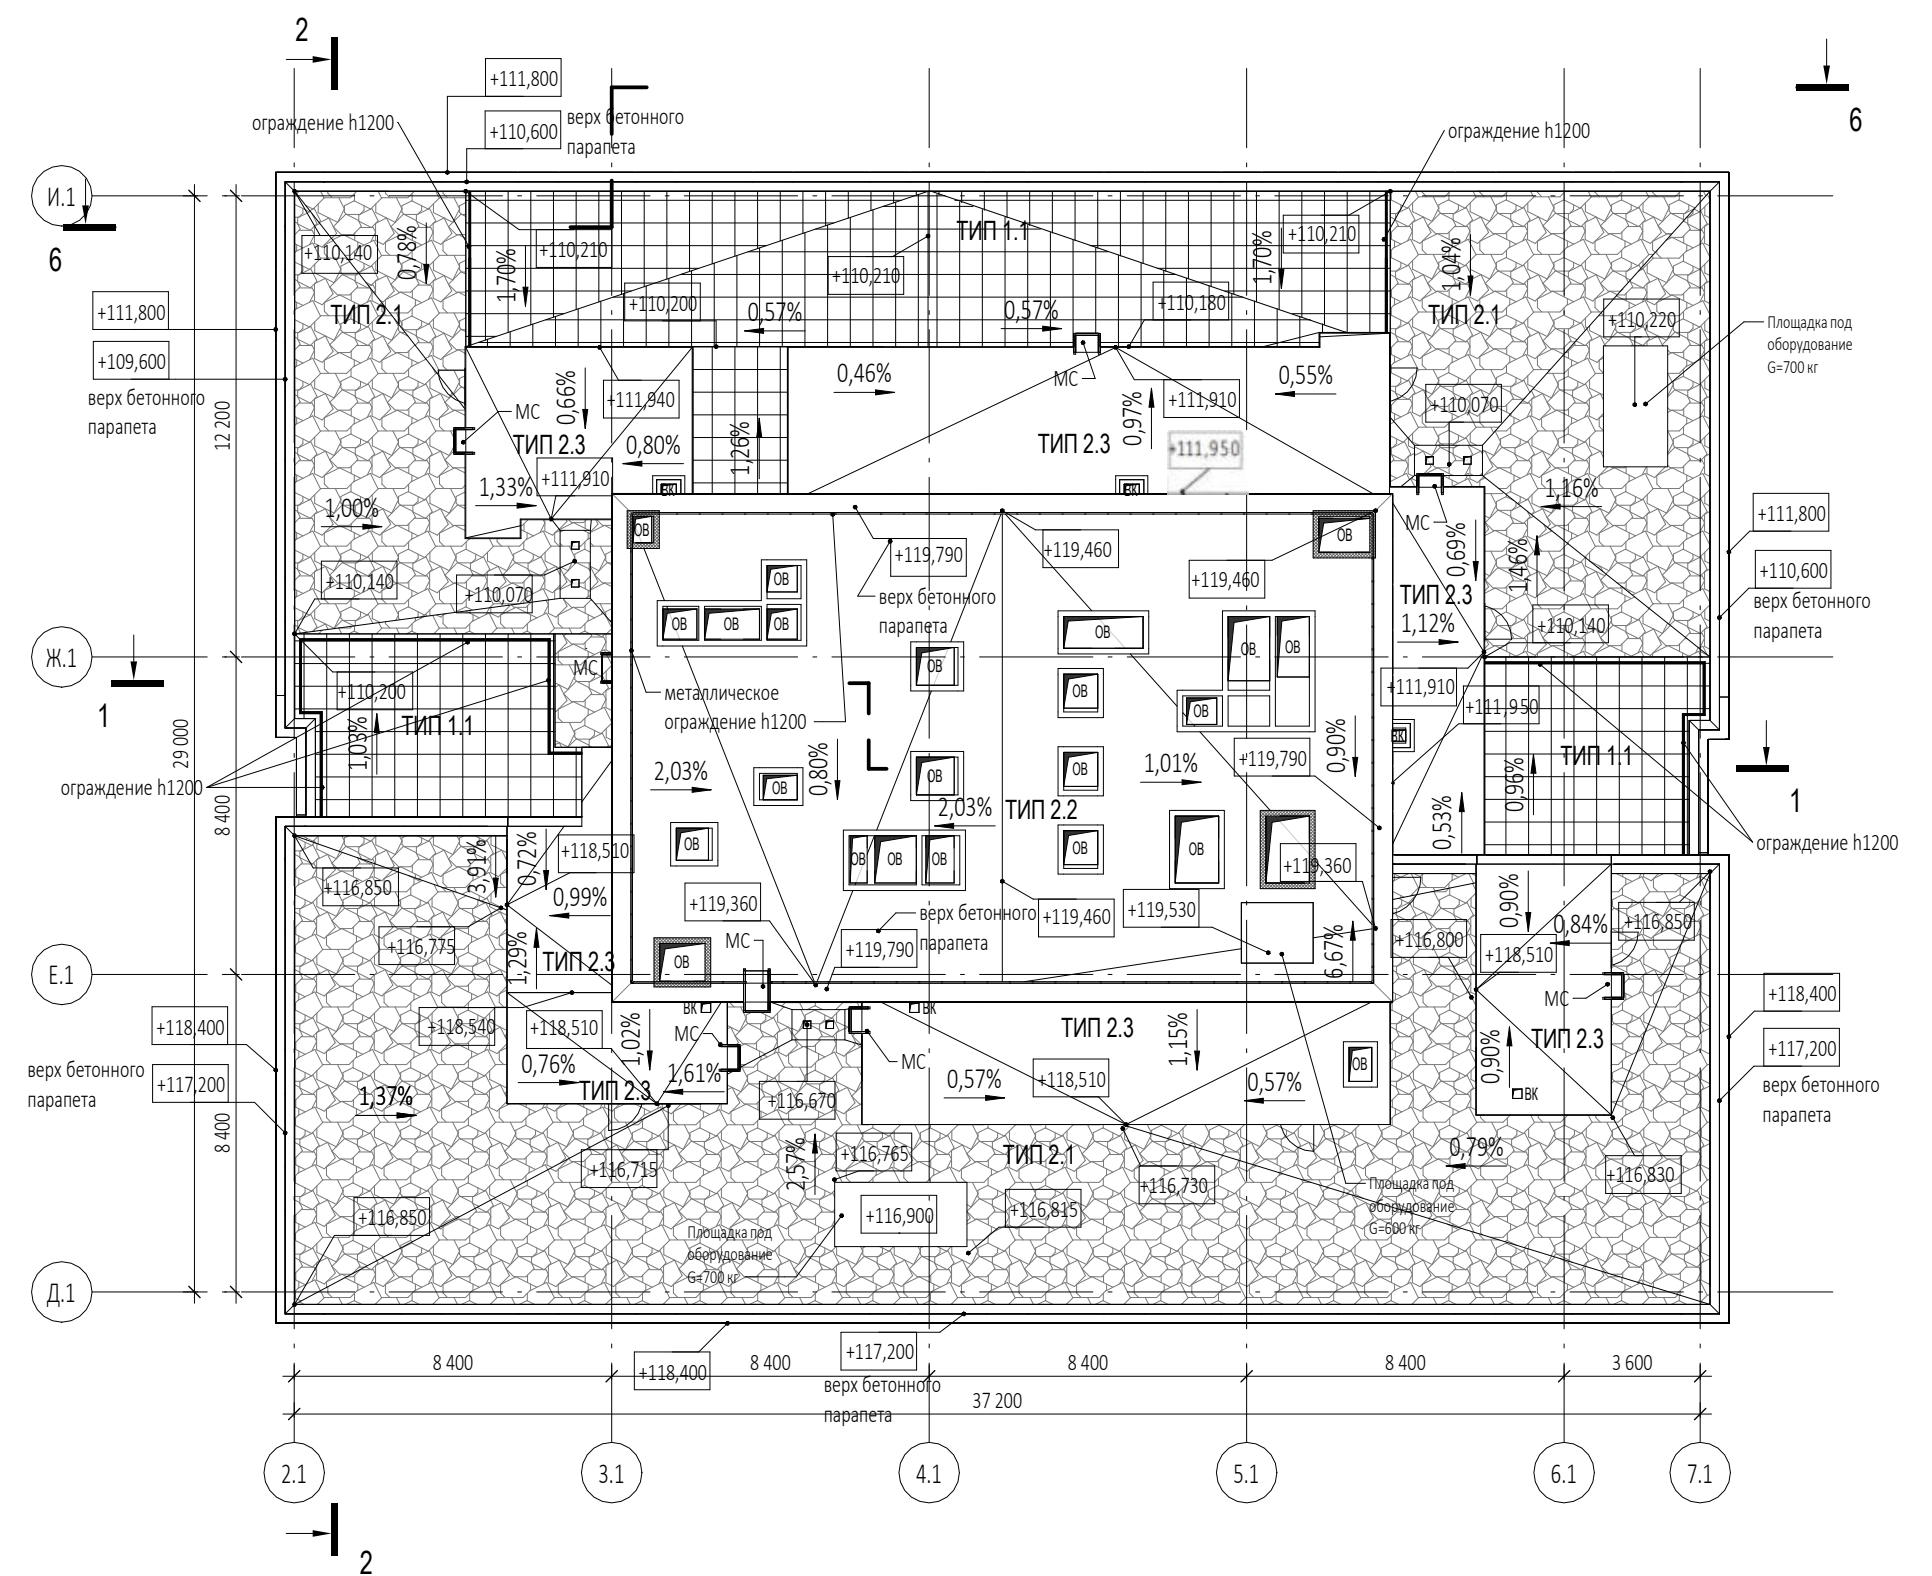 2
+111,800
+110,600
верх бетонного
парапета
ограждение h1200
ограждение h1200
6
И.1
6
12 200
29 000
8 400
8 400
+111,800
+109,600
верх бетонного
парапета
+110,140
0,78%
ТИП 2.1
1,70%
+110,210
+110,200
0,57%
+110,210
ТИП 1.1
0,57%
+110,180
1,70%
+110,210
1,04%
ТИП 2.1
+110,220
Площадка под
оборудование
G=700 кг
МС
0,66%
+111,940
ТИП 2.3
0,80%
+111,910
1,33%
1,26%
ВК
0,46%
МС
ТИП 2.3
0,97%
+111,910
0,55%
+111,950
ВК
+110,070
1,16%
МС
1,00%
+110,140
+110,070
ОВ
+119,790
верх бетонного
парапета
+119,460
+119,460
ОВ
0,69%
1,46%
ТИП 2.3
1,12%
+110,140
+111,800
+110,600
верх бетонного
парапета
Ж.1
1
МС
+110,200
1,03%
ТИП 1.1
ограждение h1200
ОВ
ОВ
ОВ
ОВ
металлическое
ограждение h1200
ОВ
ОВ
ОВ
ОВ
ОВ
ОВ
+111,910
+111,950
ВК
ТИП 1.1
0,96%
0,53%
1
ограждение h1200
2,03%
0,80%
ОВ
ОВ
2,03%
ТИП 2.2
ОВ
1,01%
+119,790
0,90%
ОВ
ОВ
ОВ
ОВ
ОВ
ОВ
+119,360
+118,510
0,72%
3,91%
0,99%
+116,850
+116,775
1,29%
ТИП 2.3
+119,360
МС
ОВ
верх бетонного
парапета
+119,790
+119,460
+119,530
6,67%
+116,800
0,90%
0,84%
+118,510
+116,850
МС
ТИП 2.3
0,90%
ВК
Е.1
+118,400
+117,200
верх бетонного
парапета
+118,540
+118,510
1,02%
ВК
МС
0,76%
ТИП 2.3
1,61%
1,37%
+116,670
ВК
МС
0,57%
ТИП 2.3
+118,510
1,15%
0,57%
ОВ
+118,400
+117,200
верх бетонного
парапета
+116,715
2,57%
+116,765
+116,900
ТИП 2.1
+116,815
+116,730
0,79%
+116,830
Площадка под
оборудование
G=600 кг
+116,850
Площадка под
оборудование
G=700 кг
Д.1
+118,400
+117,200
верх бетонного
парапета
8 400
8 400
8 400
8 400
3 600
37 200
2.1
3.1
4.1
5.1
6.1
7.1
2